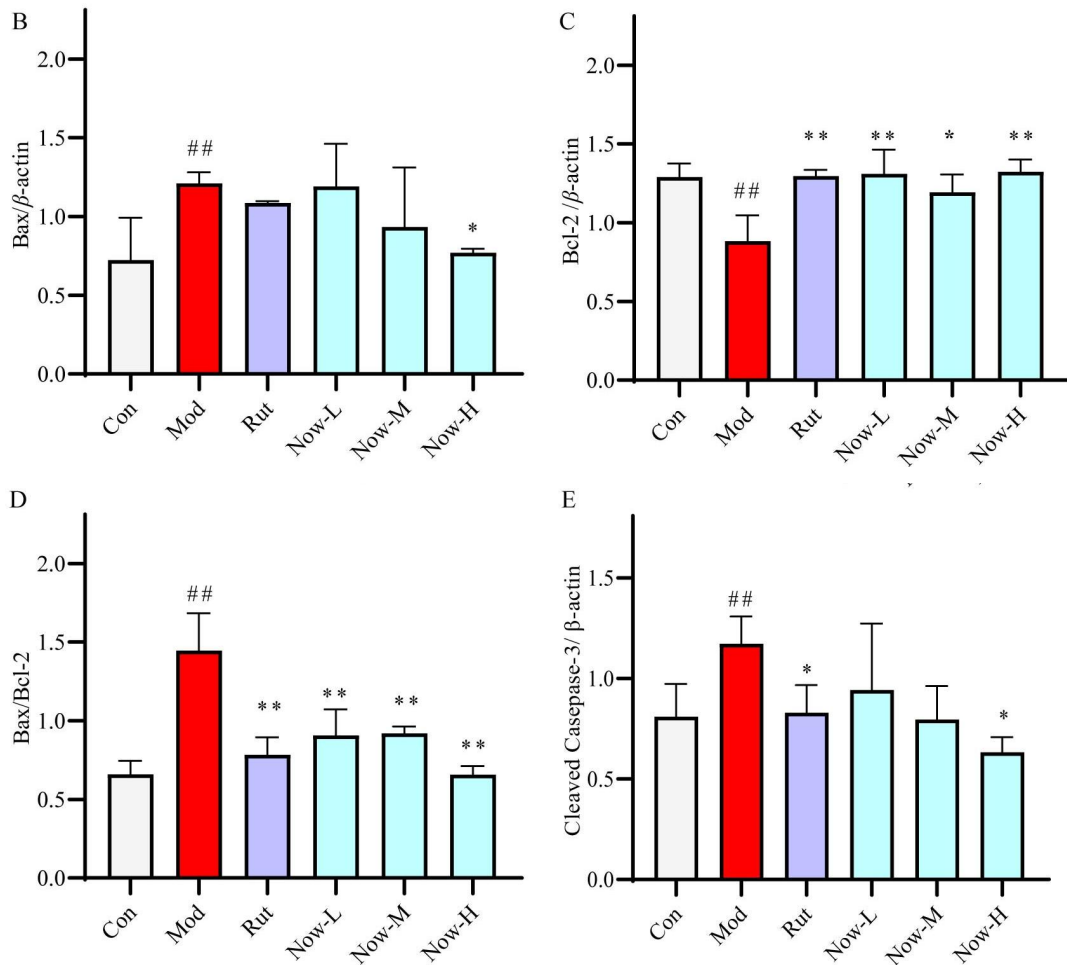 B
Bax/β-actin
2.0
1.5
1.0
0.5
0.0
##
*
Con
Mod
Rut
Now-L
Now-M
Now-H
C
Bcl-2 /β-actin
2.0
1.5
1.0
0.5
0.0
##
**
**
*
**
Con
Mod
Rut
Now-L
Now-M
Now-H
D
Bax/Bcl-2
2.0
1.5
1.0
0.5
0.0
##
**
**
**
**
Con
Mod
Rut
Now-L
Now-M
Now-H
E
Cleaved Casepase-3/ β-actin
1.5
1.0
0.5
0.0
##
*
*
Con
Mod
Rut
Now-L
Now-M
Now-H